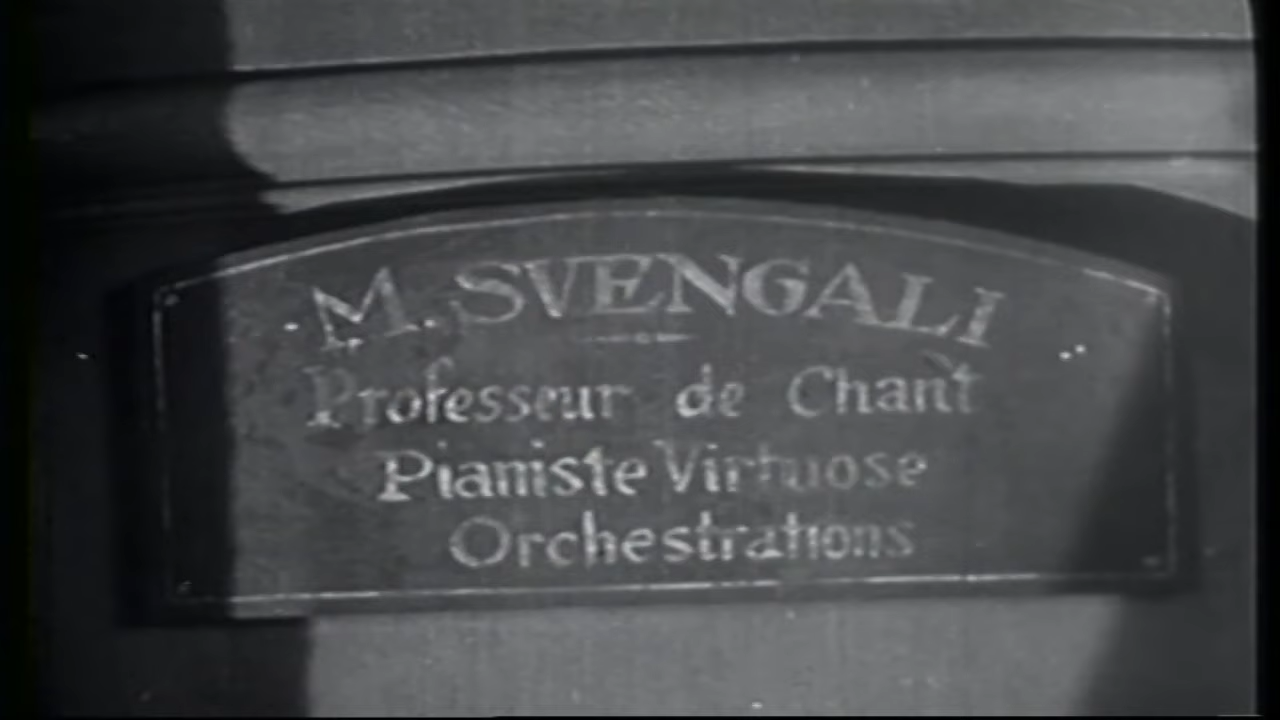 M. SVENGALI
Professeur de Chant
Pianiste Virtuose
Orchestrations